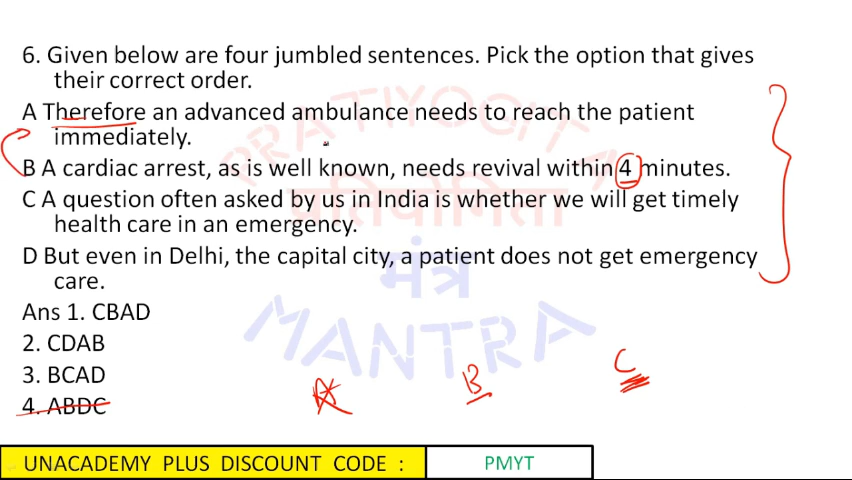 6. Given below are four jumbled sentences. Pick the option that gives
their correct order.
A Therefore an advanced ambulance needs to reach the patient
immediately.
B A cardiac arrest, as is well known, needs revival within 4 minutes.
C A question often asked by us in India is whether we will get timely
health care in an emergency.
D But even in Delhi, the capital city, a patient does not get emergency
care.
Ans 1. CBAD
2. CDAB
3. BCAD
4. ABDC
A B C
PRATIYOGITA
प्रतियोगिता
मंत्र
MANTRA
UNACADEMY PLUS DISCOUNT CODE : PMYT